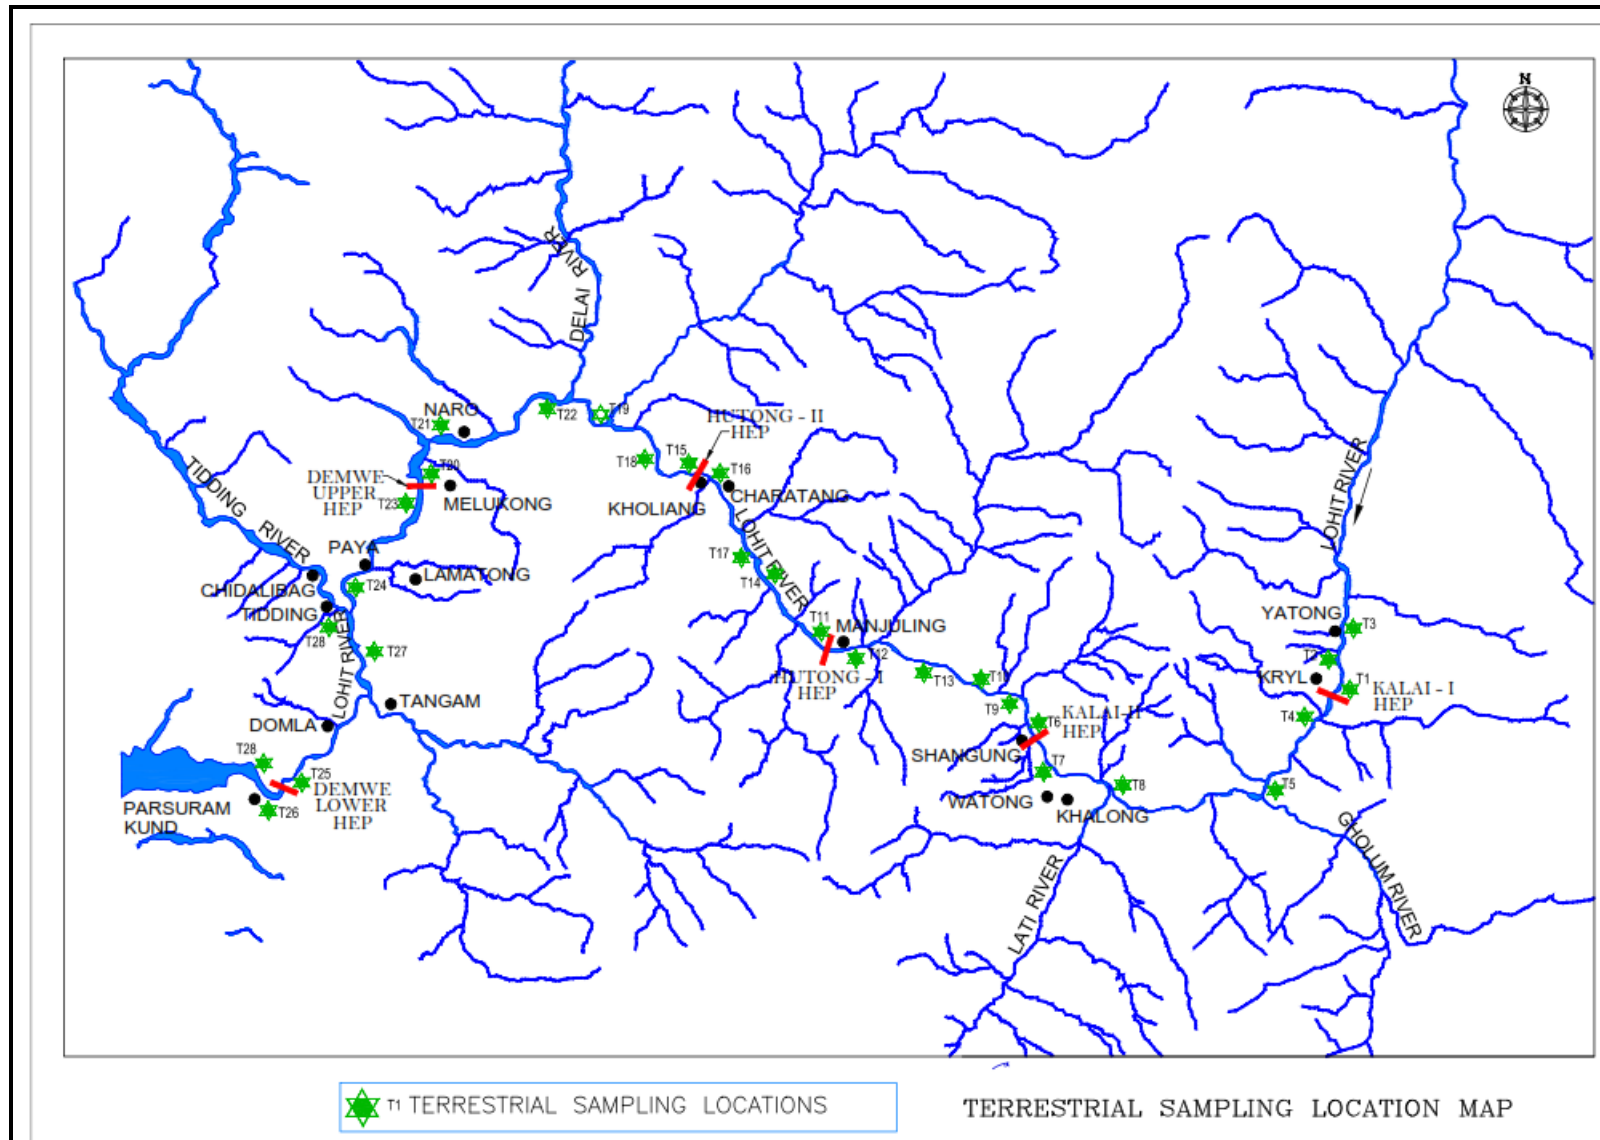 N
DELAI RIVER
NARO
T21
T22
T19
HUTONG - II
HEP
T18
T15
T16
T20
DEMWE
UPPER
HEP
T23
MELUKONG
KHOLIANG
CHARATANG
TIDDING RIVER
LOHIT RIVER
LOHIT RIVER
PAYA
T17
T14
CHIDALIBAG
LAMATONG
T24
TIDDING
T28
LOHIT RIVER
T27
T11
MANJULING
T12
HUTONG - I
HEP
T13
T10
YATONG
T3
T2
KRYL
T1
KALAI - I
HEP
T4
TANGAM
DOMLA
T9
T6
KALAI-II
HEP
SHANGUNG
T7
T8
T5
WATONG
KHALONG
T28
T25
DEMWE
LOWER
HEP
T26
PARSURAM
KUND
GHOLUM RIVER
LATI RIVER
T1 TERRESTRIAL SAMPLING LOCATIONS
TERRESTRIAL SAMPLING LOCATION MAP